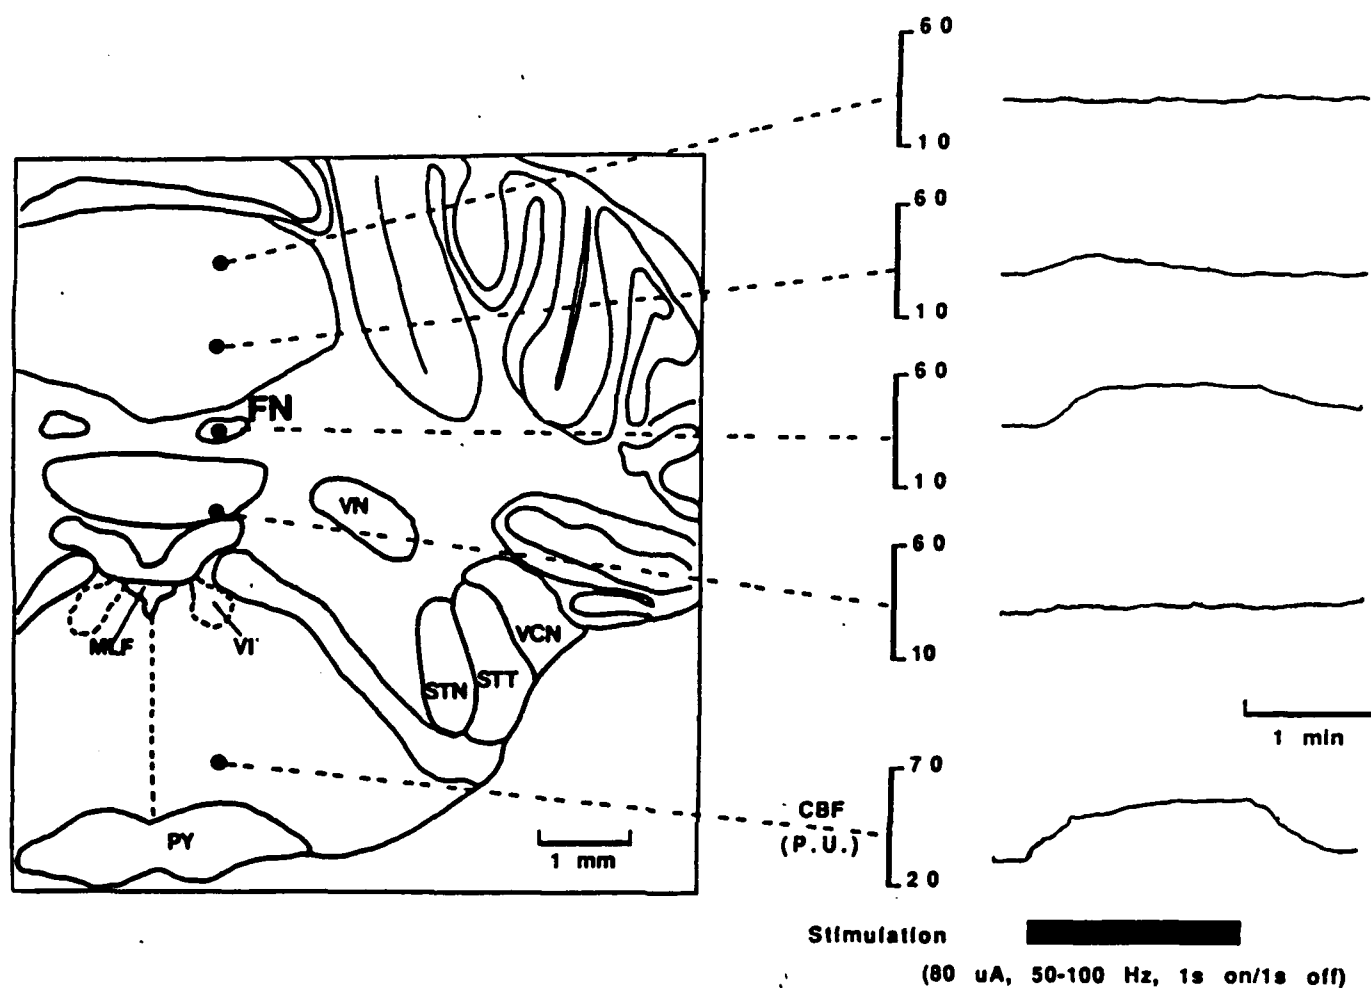 60
10
60
10
60
10
60
10
1 min
70
CBF
(P.U.)
20
FN
VN
VCN
STT
STN
MLF
VI
PY
1 mm
Stimulation
(80 uA, 50-100 Hz, 1s on/1s off)